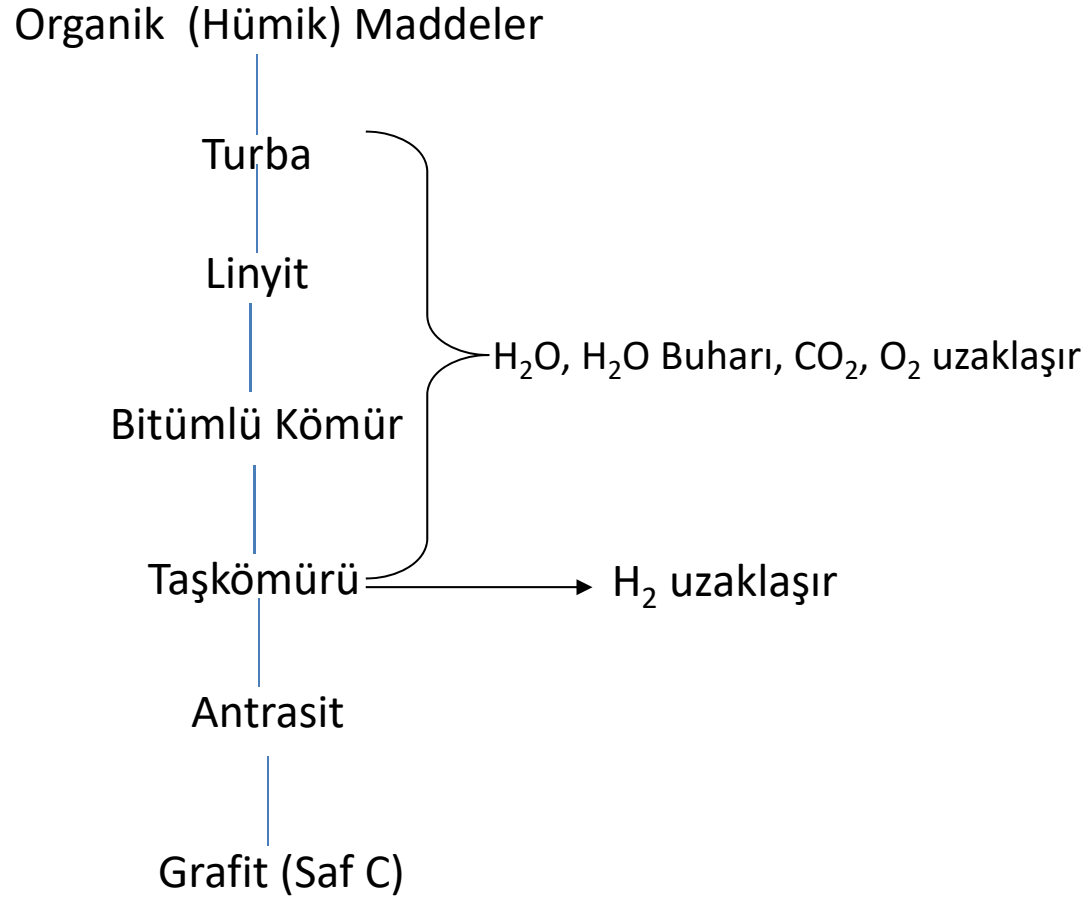 Organik  (Hümik) Maddeler
Turba
Linyit
H₂O, H₂O Buharı, CO₂, O₂ uzaklaşır
Bitümlü Kömür
Taşkömürü
H₂ uzaklaşır
Antrasit
Grafit (Saf C)